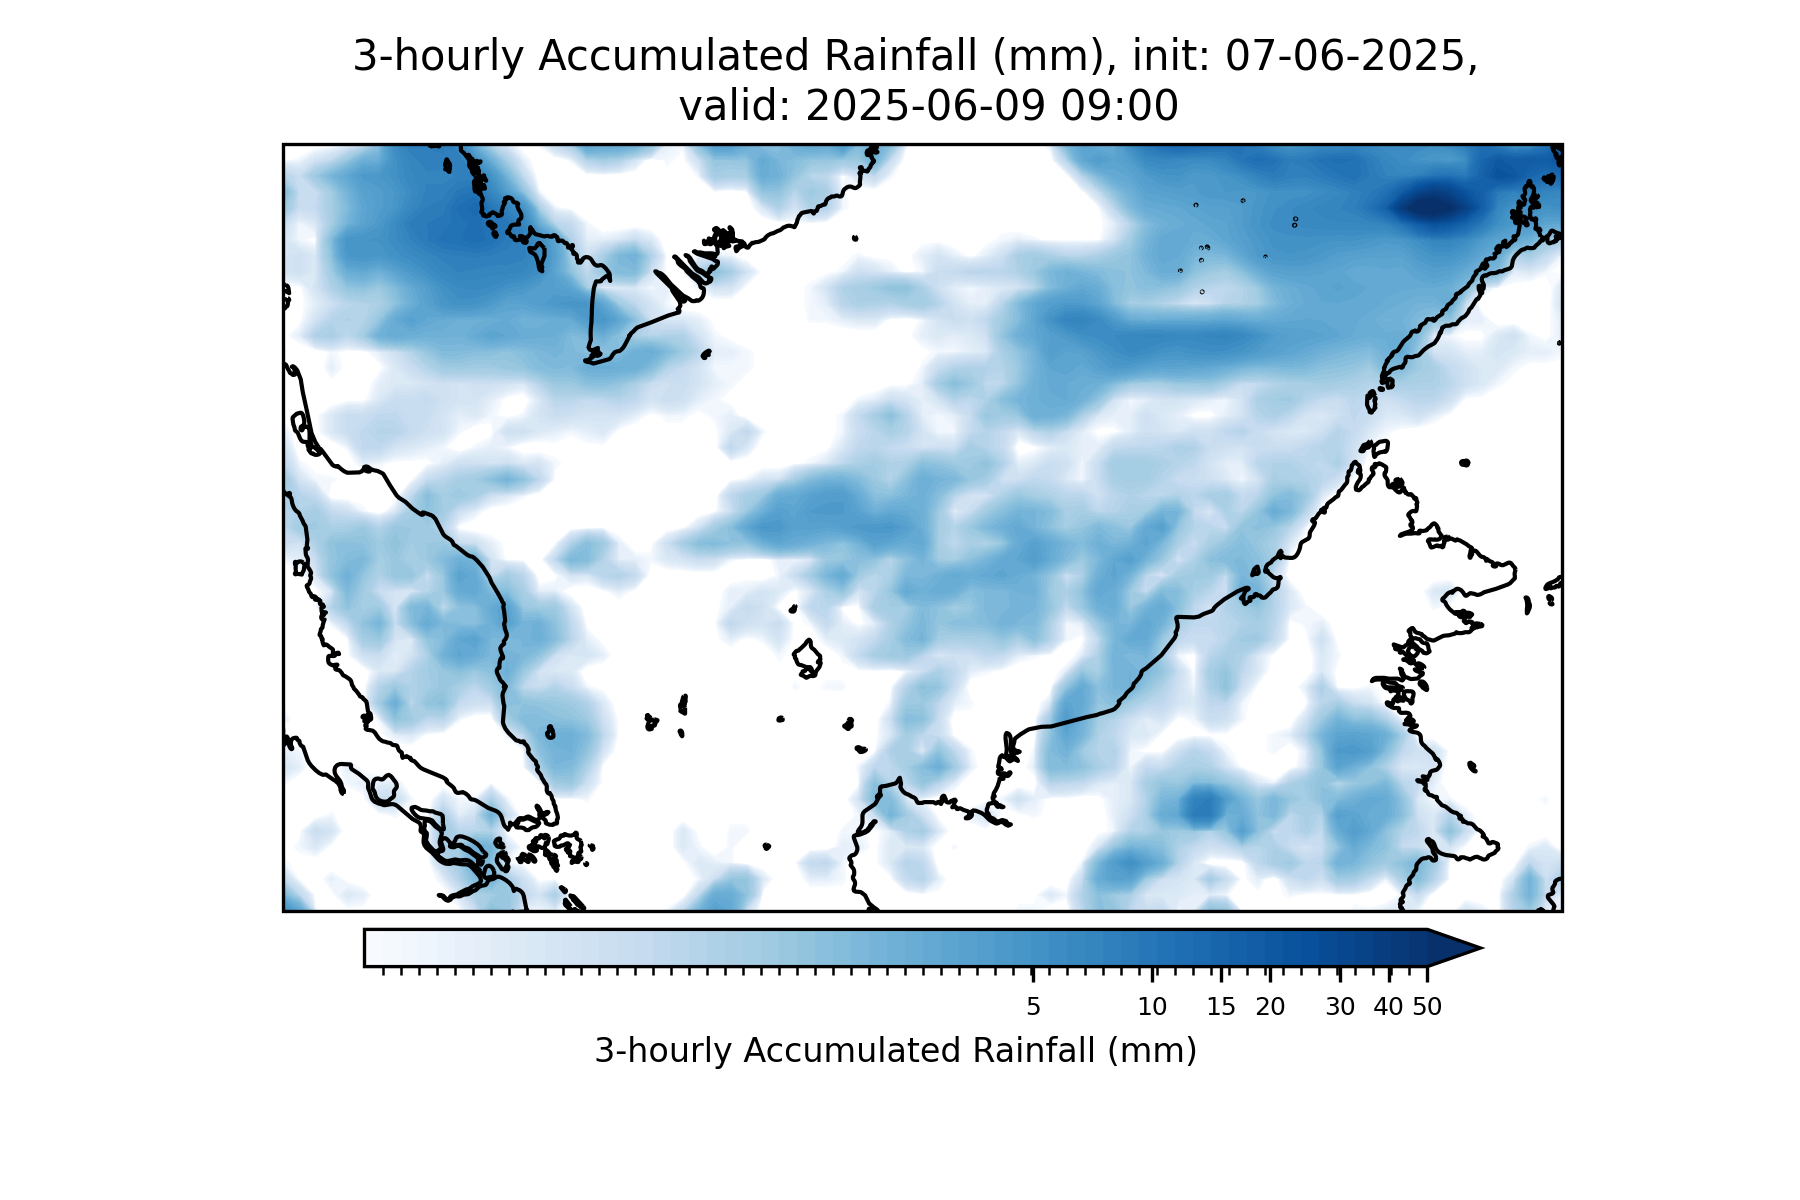 3-hourly Accumulated Rainfall (mm), init: 07-06-2025,
valid: 2025-06-09 09:00
5 10 15 20 30 40 50
3-hourly Accumulated Rainfall (mm)